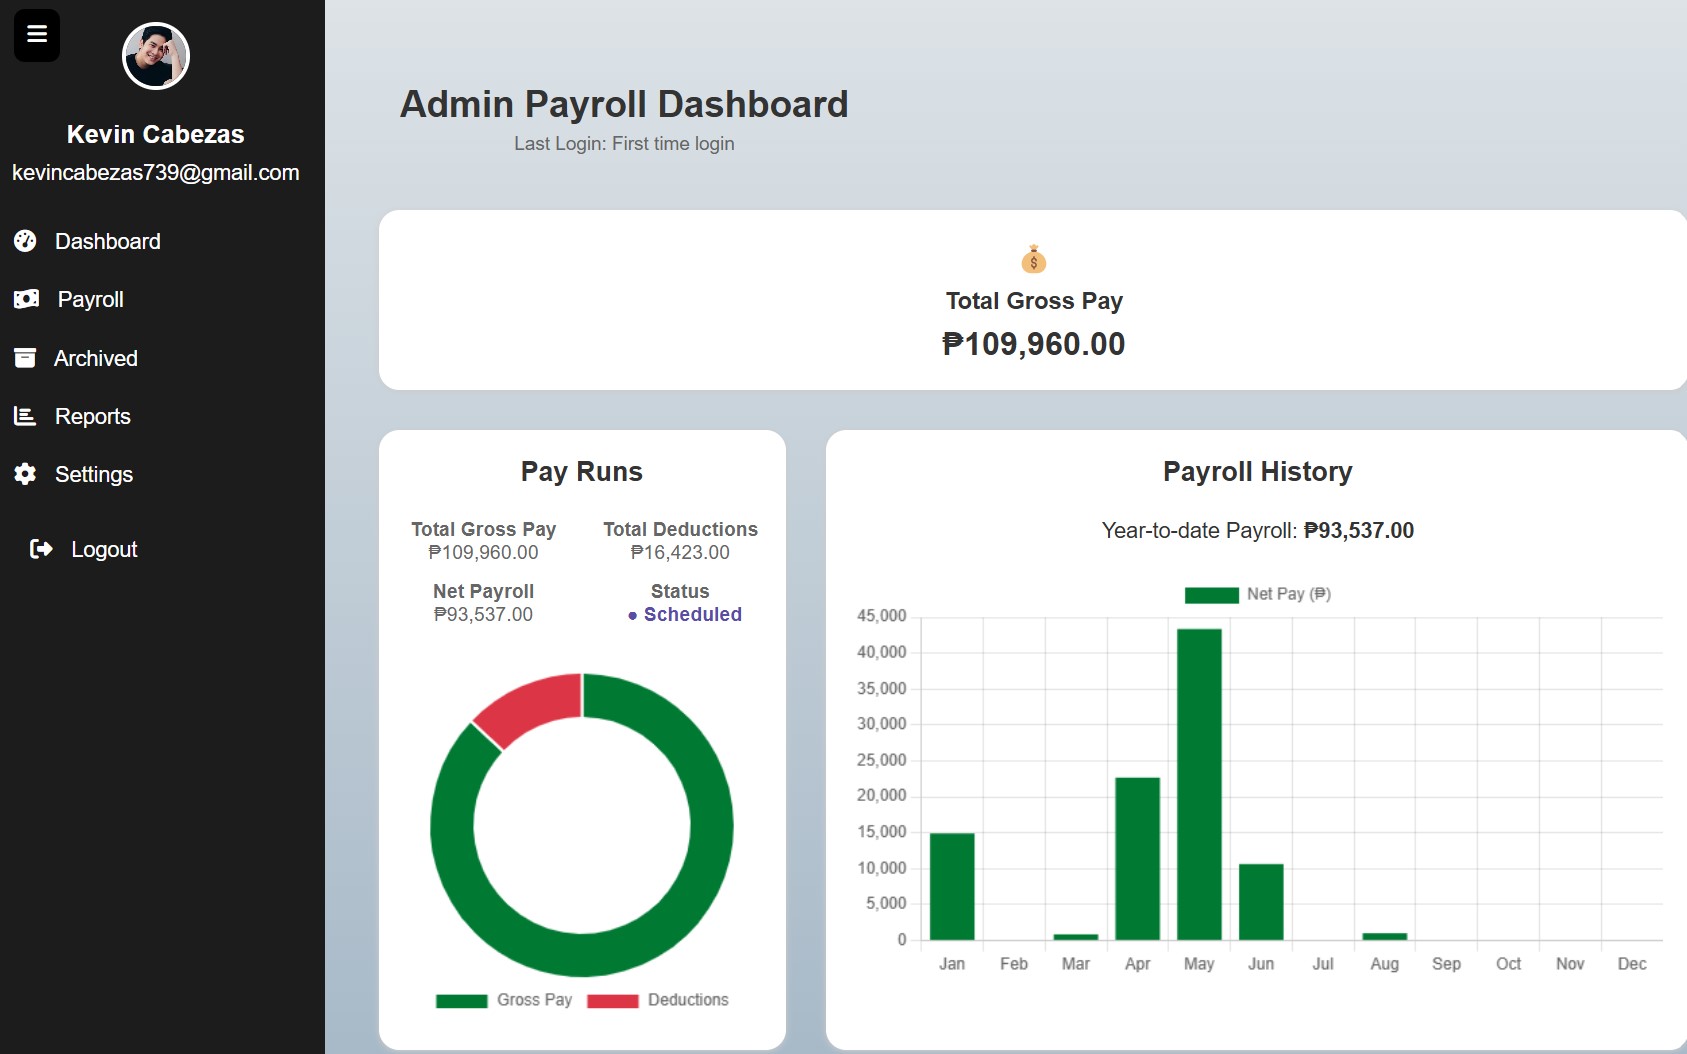 Kevin Cabezas
kevincabezas739@gmail.com
Dashboard
Payroll
Archived
Reports
Settings
Logout
Admin Payroll Dashboard
Last Login: First time login
Total Gross Pay
₱109,960.00
Pay Runs
Total Gross Pay
₱109,960.00
Total Deductions
₱16,423.00
Net Payroll
₱93,537.00
Status
● Scheduled
Gross Pay
Deductions
Payroll History
Year-to-date Payroll: ₱93,537.00
Net Pay (₱)
45,000
40,000
35,000
30,000
25,000
20,000
15,000
10,000
5,000
0
Jan Feb Mar Apr May Jun Jul Aug Sep Oct Nov Dec